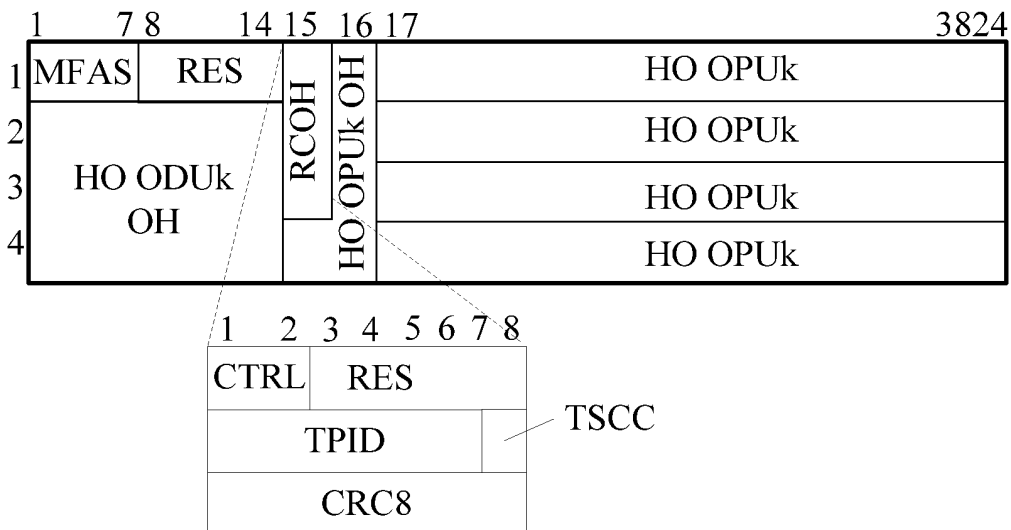 1 7 8 14 15 16 17 3824
1 MFAS RES RCOH HO OPUk OH HO OPUk
2 HO OPUk
HO ODUk
OH
3 HO OPUk
4 HO OPUk
1 2 3 4 5 6 7 8
CTRL RES
TPID TSCC
CRC8